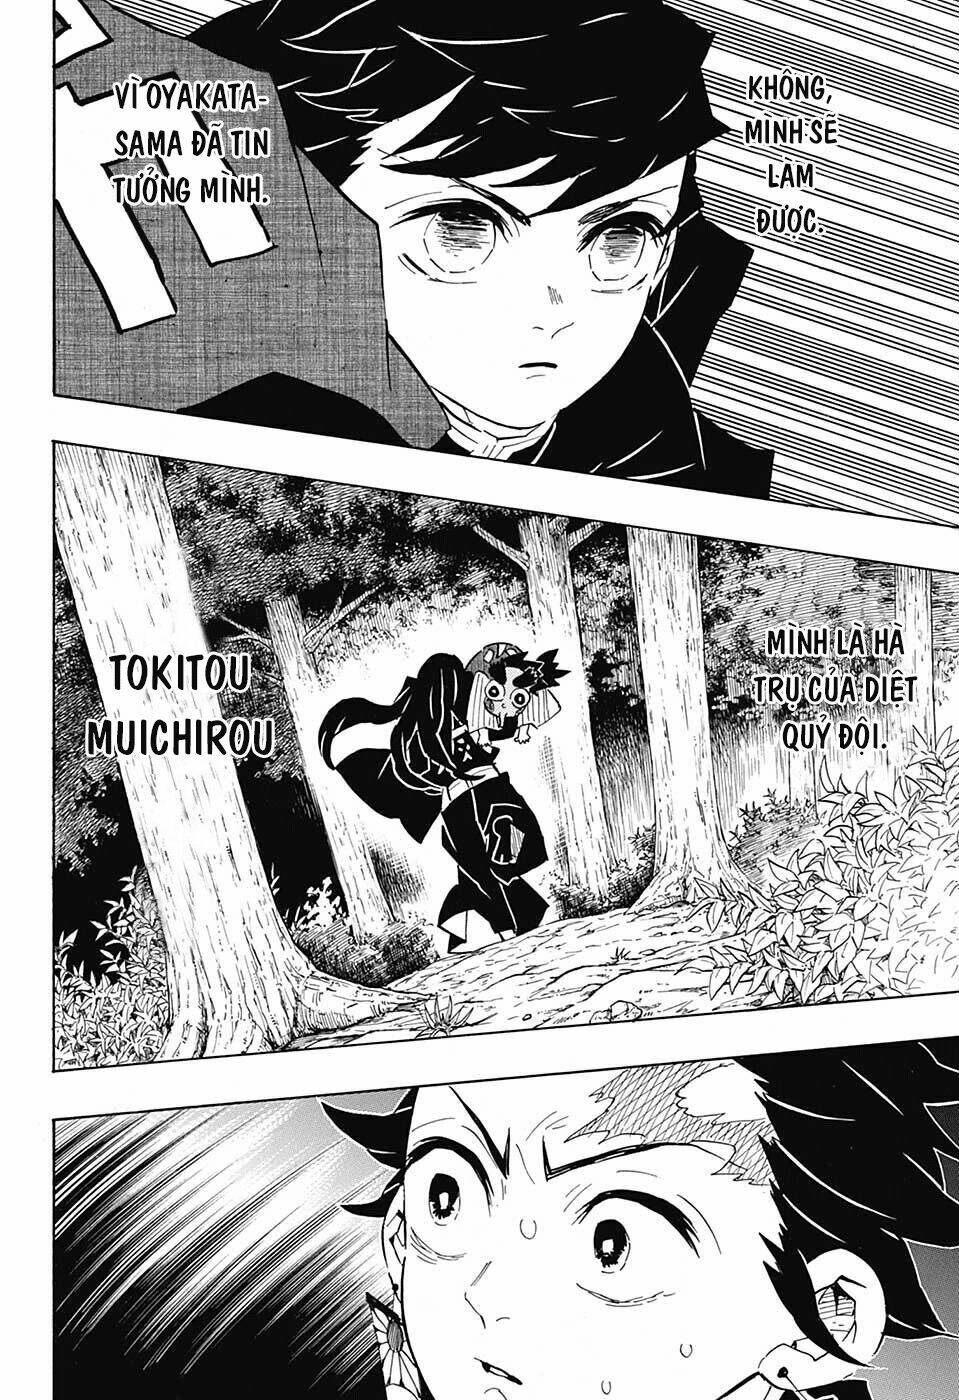 KHÔNG,
MÌNH SẼ
LÀM
ĐƯỢC.
VÌ OYAKATA-
SAMA ĐÃ TIN
TƯỞNG MÌNH.
MÌNH LÀ HÀ
TRỤ CỦA DIỆT
QUỶ ĐỘI.
TOKITOU
MUICHIROU